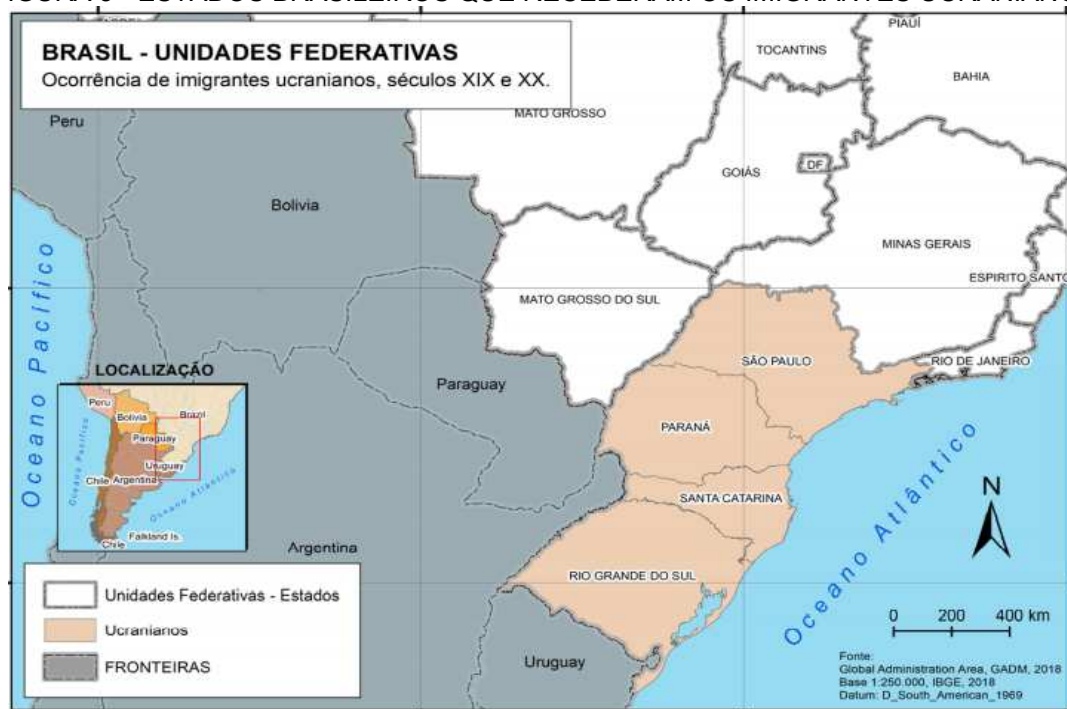 BRASIL - UNIDADES FEDERATIVAS
Ocorrência de imigrantes ucranianos, séculos XIX e XX.
PIAUÍ
TOCANTINS
BAHIA
MATO GROSSO
Peru
GOIÁS
DF
Bolivia
MINAS GERAIS
ESPIRITO SANTO
MATO GROSSO DO SUL
Oceano Pacífico
SÃO PAULO
RIO DE JANEIRO
Paraguay
PARANÁ
SANTA CATARINA
Oceano Atlântico
Argentina
RIO GRANDE DO SUL
Uruguay
N
LOCALIZAÇÃO
Peru
Brazil
Bolivia
Paraguay
Uruguay
Chile
Argentina
Oceano Pacífico
Oceano Atlântico
Falkland Is.
Chile
Unidades Federativas - Estados
Ucranianos
FRONTEIRAS
0 200 400 km
Fonte:
Global Administration Area, GADM, 2018
Base 1:250.000, IBGE, 2018
Datum: D_South_American_1969